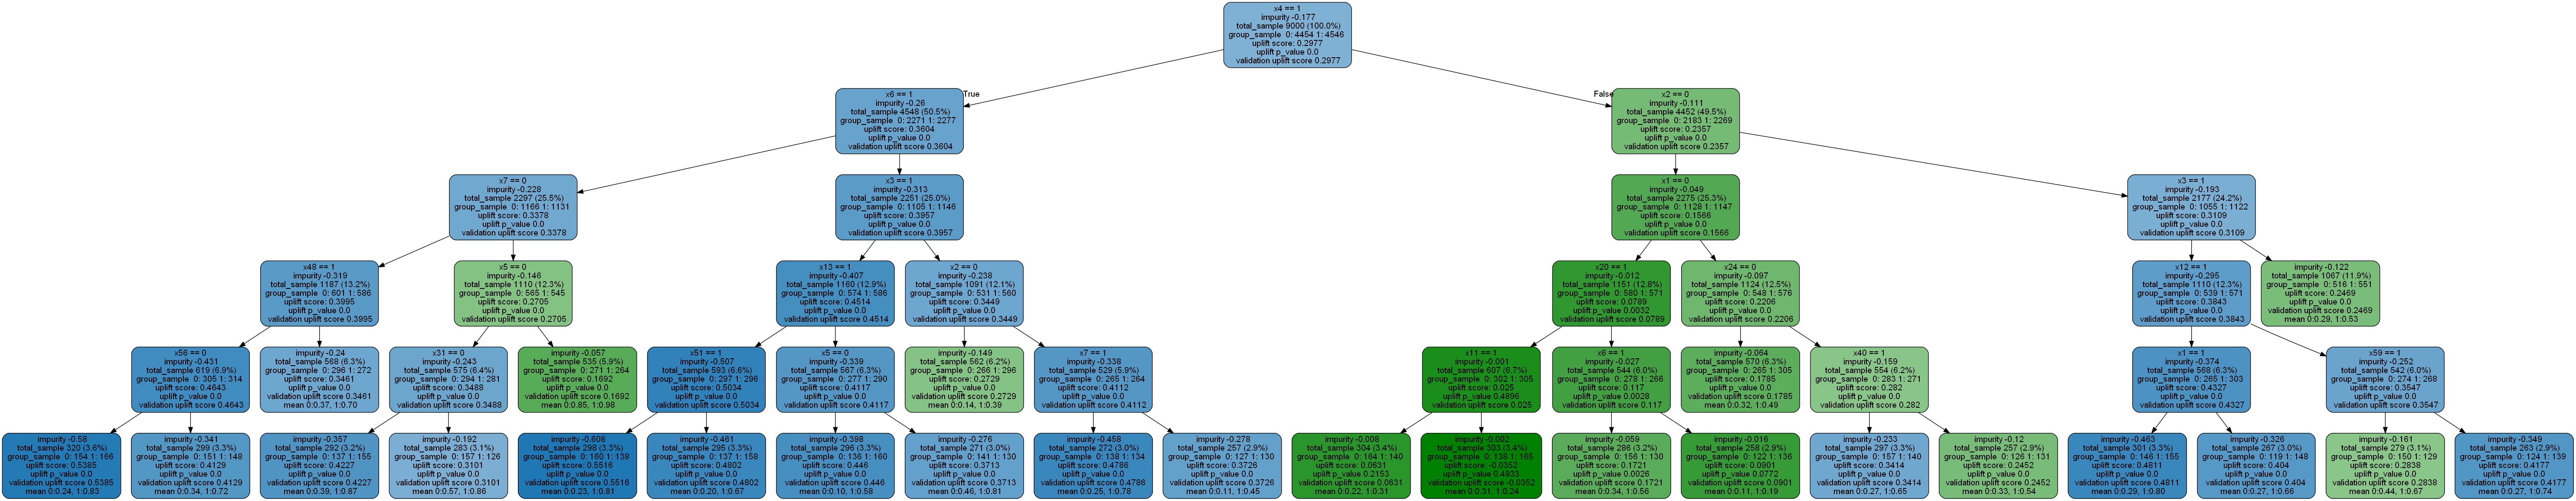 x4 == 1
impurity -0.177
total_sample 9000 (100.0%)
group_sample 0: 4454 1: 4546
uplift score: 0.2977
uplift p_value 0.0
validation uplift score 0.2977
True
False
x6 == 1
impurity -0.26
total_sample 4548 (50.5%)
group_sample 0: 2271 1: 2277
uplift score: 0.3604
uplift p_value 0.0
validation uplift score 0.3604
x2 == 0
impurity -0.111
total_sample 4452 (49.5%)
group_sample 0: 2183 1: 2269
uplift score: 0.2357
uplift p_value 0.0
validation uplift score 0.2357
x7 == 0
impurity -0.228
total_sample 2297 (25.5%)
group_sample 0: 1166 1: 1131
uplift score: 0.3378
uplift p_value 0.0
validation uplift score 0.3378
x3 == 1
impurity -0.313
total_sample 2251 (25.0%)
group_sample 0: 1105 1: 1146
uplift score: 0.3957
uplift p_value 0.0
validation uplift score 0.3957
x1 == 0
impurity -0.049
total_sample 2275 (25.3%)
group_sample 0: 1128 1: 1147
uplift score: 0.1566
uplift p_value 0.0
validation uplift score 0.1566
x3 == 1
impurity -0.193
total_sample 2177 (24.2%)
group_sample 0: 1055 1: 1122
uplift score: 0.3109
uplift p_value 0.0
validation uplift score 0.3109
x48 == 1
impurity -0.319
total_sample 1187 (13.2%)
group_sample 0: 601 1: 586
uplift score: 0.3995
uplift p_value 0.0
validation uplift score 0.3995
x5 == 0
impurity -0.146
total_sample 1110 (12.3%)
group_sample 0: 565 1: 545
uplift score: 0.2705
uplift p_value 0.0
validation uplift score 0.2705
x13 == 1
impurity -0.407
total_sample 1160 (12.9%)
group_sample 0: 574 1: 586
uplift score: 0.4514
uplift p_value 0.0
validation uplift score 0.4514
x2 == 0
impurity -0.238
total_sample 1091 (12.1%)
group_sample 0: 531 1: 560
uplift score: 0.3449
uplift p_value 0.0
validation uplift score 0.3449
x20 == 1
impurity -0.012
total_sample 1151 (12.8%)
group_sample 0: 580 1: 571
uplift score: 0.0789
uplift p_value 0.0032
validation uplift score 0.0789
x24 == 0
impurity -0.097
total_sample 1124 (12.5%)
group_sample 0: 548 1: 576
uplift score: 0.2206
uplift p_value 0.0
validation uplift score 0.2206
x12 == 1
impurity -0.295
total_sample 1110 (12.3%)
group_sample 0: 539 1: 571
uplift score: 0.3843
uplift p_value 0.0
validation uplift score 0.3843
impurity -0.122
total_sample 1067 (11.9%)
group_sample 0: 516 1: 551
uplift score: 0.2469
uplift p_value 0.0
validation uplift score 0.2469
mean 0:0.29, 1:0.53
x56 == 0
impurity -0.431
total_sample 619 (6.9%)
group_sample 0: 305 1: 314
uplift score: 0.4643
uplift p_value 0.0
validation uplift score 0.4643
impurity -0.24
total_sample 568 (6.3%)
group_sample 0: 296 1: 272
uplift score: 0.3461
uplift p_value 0.0
validation uplift score 0.3461
mean 0:0.37, 1:0.70
x31 == 0
impurity -0.243
total_sample 575 (6.4%)
group_sample 0: 294 1: 281
uplift score: 0.3488
uplift p_value 0.0
validation uplift score 0.3488
impurity -0.057
total_sample 535 (5.9%)
group_sample 0: 271 1: 264
uplift score: 0.1692
uplift p_value 0.0
validation uplift score 0.1692
mean 0:0.85, 1:0.98
x51 == 1
impurity -0.507
total_sample 593 (6.6%)
group_sample 0: 297 1: 296
uplift score: 0.5034
uplift p_value 0.0
validation uplift score 0.5034
x5 == 0
impurity -0.339
total_sample 567 (6.3%)
group_sample 0: 277 1: 290
uplift score: 0.4117
uplift p_value 0.0
validation uplift score 0.4117
impurity -0.149
total_sample 562 (6.2%)
group_sample 0: 266 1: 296
uplift score: 0.2729
uplift p_value 0.0
validation uplift score 0.2729
mean 0:0.14, 1:0.39
x7 == 1
impurity -0.338
total_sample 529 (5.9%)
group_sample 0: 265 1: 264
uplift score: 0.4112
uplift p_value 0.0
validation uplift score 0.4112
x11 == 1
impurity -0.001
total_sample 607 (6.7%)
group_sample 0: 302 1: 305
uplift score: 0.025
uplift p_value 0.4896
validation uplift score 0.025
x6 == 1
impurity -0.027
total_sample 544 (6.0%)
group_sample 0: 278 1: 266
uplift score: 0.117
uplift p_value 0.0028
validation uplift score 0.117
impurity -0.064
total_sample 570 (6.3%)
group_sample 0: 265 1: 305
uplift score: 0.1785
uplift p_value 0.0
validation uplift score 0.1785
mean 0:0.32, 1:0.49
x40 == 1
impurity -0.159
total_sample 554 (6.2%)
group_sample 0: 283 1: 271
uplift score: 0.282
uplift p_value 0.0
validation uplift score 0.282
x1 == 1
impurity -0.374
total_sample 568 (6.3%)
group_sample 0: 265 1: 303
uplift score: 0.4327
uplift p_value 0.0
validation uplift score 0.4327
x59 == 1
impurity -0.252
total_sample 542 (6.0%)
group_sample 0: 274 1: 268
uplift score: 0.3547
uplift p_value 0.0
validation uplift score 0.3547
impurity -0.58
total_sample 320 (3.6%)
group_sample 0: 154 1: 166
uplift score: 0.5385
uplift p_value 0.0
validation uplift score 0.5385
mean 0:0.24, 1:0.83
impurity -0.341
total_sample 299 (3.3%)
group_sample 0: 151 1: 148
uplift score: 0.4129
uplift p_value 0.0
validation uplift score 0.4129
mean 0:0.34, 1:0.72
impurity -0.357
total_sample 292 (3.2%)
group_sample 0: 137 1: 155
uplift score: 0.4227
uplift p_value 0.0
validation uplift score 0.4227
mean 0:0.39, 1:0.87
impurity -0.192
total_sample 283 (3.1%)
group_sample 0: 157 1: 126
uplift score: 0.3101
uplift p_value 0.0
validation uplift score 0.3101
mean 0:0.57, 1:0.86
impurity -0.608
total_sample 298 (3.3%)
group_sample 0: 160 1: 138
uplift score: 0.5516
uplift p_value 0.0
validation uplift score 0.5516
mean 0:0.23, 1:0.81
impurity -0.461
total_sample 295 (3.3%)
group_sample 0: 137 1: 158
uplift score: 0.4802
uplift p_value 0.0
validation uplift score 0.4802
mean 0:0.20, 1:0.67
impurity -0.398
total_sample 296 (3.3%)
group_sample 0: 136 1: 160
uplift score: 0.446
uplift p_value 0.0
validation uplift score 0.446
mean 0:0.10, 1:0.58
impurity -0.276
total_sample 271 (3.0%)
group_sample 0: 141 1: 130
uplift score: 0.3713
uplift p_value 0.0
validation uplift score 0.3713
mean 0:0.46, 1:0.81
impurity -0.458
total_sample 272 (3.0%)
group_sample 0: 138 1: 134
uplift score: 0.4786
uplift p_value 0.0
validation uplift score 0.4786
mean 0:0.25, 1:0.78
impurity -0.278
total_sample 257 (2.9%)
group_sample 0: 127 1: 130
uplift score: 0.3726
uplift p_value 0.0
validation uplift score 0.3726
mean 0:0.11, 1:0.45
impurity -0.008
total_sample 304 (3.4%)
group_sample 0: 164 1: 140
uplift score: 0.0631
uplift p_value 0.2153
validation uplift score 0.0631
mean 0:0.22, 1:0.31
impurity -0.002
total_sample 303 (3.4%)
group_sample 0: 138 1: 165
uplift score: -0.0352
uplift p_value 0.4933
validation uplift score -0.0352
mean 0:0.31, 1:0.24
impurity -0.059
total_sample 286 (3.2%)
group_sample 0: 156 1: 130
uplift score: 0.1721
uplift p_value 0.0026
validation uplift score 0.1721
mean 0:0.34, 1:0.56
impurity -0.016
total_sample 258 (2.9%)
group_sample 0: 122 1: 136
uplift score: 0.0901
uplift p_value 0.0772
validation uplift score 0.0901
mean 0:0.11, 1:0.19
impurity -0.233
total_sample 297 (3.3%)
group_sample 0: 157 1: 140
uplift score: 0.3414
uplift p_value 0.0
validation uplift score 0.3414
mean 0:0.27, 1:0.65
impurity -0.12
total_sample 257 (2.9%)
group_sample 0: 126 1: 131
uplift score: 0.2452
uplift p_value 0.0
validation uplift score 0.2452
mean 0:0.33, 1:0.54
impurity -0.463
total_sample 301 (3.3%)
group_sample 0: 146 1: 155
uplift score: 0.4811
uplift p_value 0.0
validation uplift score 0.4811
mean 0:0.29, 1:0.80
impurity -0.326
total_sample 267 (3.0%)
group_sample 0: 119 1: 148
uplift score: 0.404
uplift p_value 0.0
validation uplift score 0.404
mean 0:0.27, 1:0.66
impurity -0.161
total_sample 279 (3.1%)
group_sample 0: 150 1: 129
uplift score: 0.2838
uplift p_value 0.0
validation uplift score 0.2838
mean 0:0.44, 1:0.67
impurity -0.349
total_sample 263 (2.9%)
group_sample 0: 124 1: 139
uplift score: 0.4177
uplift p_value 0.0
validation uplift score 0.4177
mean 0:0.27, 1:0.74